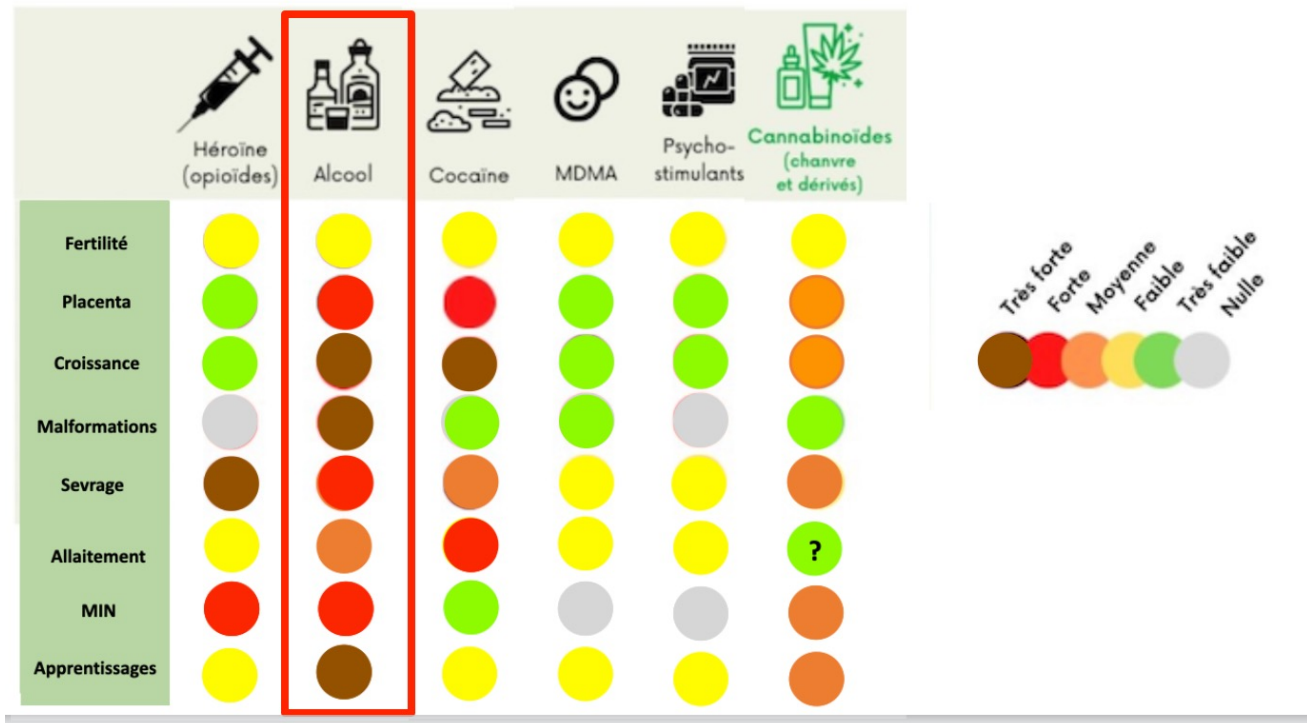 Héroïne
(opioïdes)
Alcool
Cocaïne
MDMA
Psycho-
stimulants
Cannabinoïdes
(chanvre
et dérivés)
Fertilité
Placenta
Croissance
Malformations
Sevrage
Allaitement
?
MIN
Apprentissages
Très forte
Forte
Moyenne
Faible
Très faible
Nulle